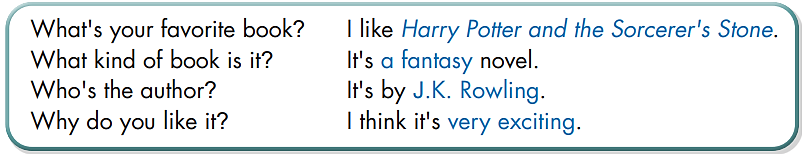 What's your favorite book? I like Harry Potter and the Sorcerer's Stone.
What kind of book is it? It's a fantasy novel.
Who's the author? It's by J.K. Rowling.
Why do you like it? I think it's very exciting.